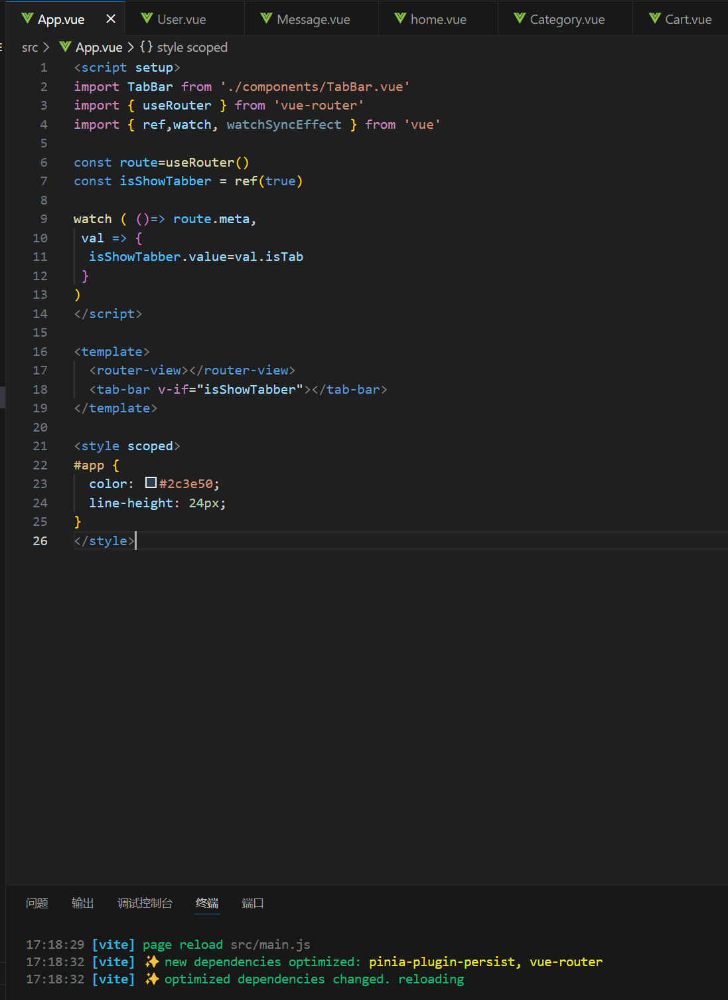 App.vue
User.vue
Message.vue
home.vue
Category.vue
Cart.vue
src > App.vue > {} style scoped
1 <script setup>
2 import TabBar from './components/TabBar.vue'
3 import { useRouter } from 'vue-router'
4 import { ref,watch, watchSyncEffect } from 'vue'
5
6 const route=useRouter()
7 const isShowTabber = ref(true)
8
9 watch ( ()=> route.meta,
10 val => {
11 isShowTabber.value=val.isTab
12 }
13 )
14 </script>
15
16 <template>
17 <router-view></router-view>
18 <tab-bar v-if="isShowTabber"></tab-bar>
19 </template>
20
21 <style scoped>
22 #app {
23 color: #2c3e50;
24 line-height: 24px;
25 }
26 </style>
问题 输出 调试控制台 终端 端口
17:18:29 [vite] page reload src/main.js
17:18:32 [vite] ✨ new dependencies optimized: pinia-plugin-persist, vue-router
17:18:32 [vite] ✨ optimized dependencies changed. reloading